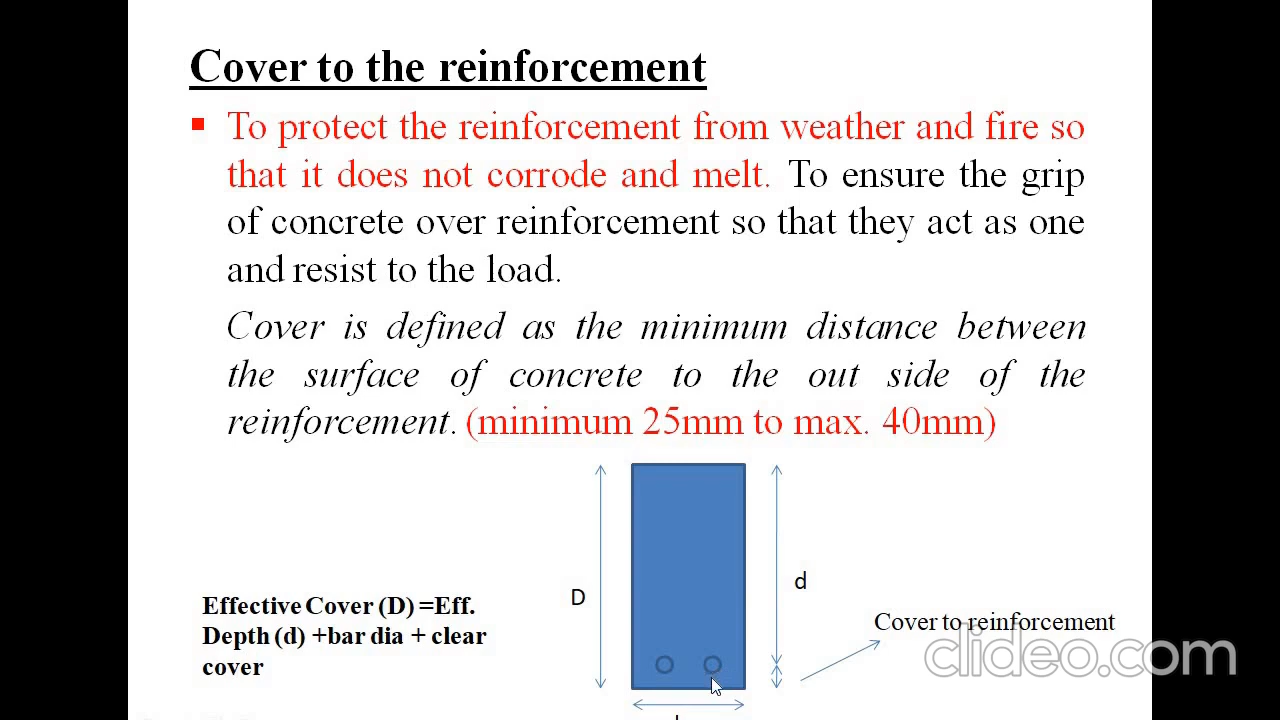 Cover to the reinforcement
To protect the reinforcement from weather and fire so
that it does not corrode and melt. To ensure the grip
of concrete over reinforcement so that they act as one
and resist to the load.
Cover is defined as the minimum distance between
the surface of concrete to the out side of the
reinforcement. (minimum 25mm to max. 40mm)
D
d
Effective Cover (D) =Eff.
Depth (d) +bar dia + clear
cover
Cover to reinforcement
clideo.com